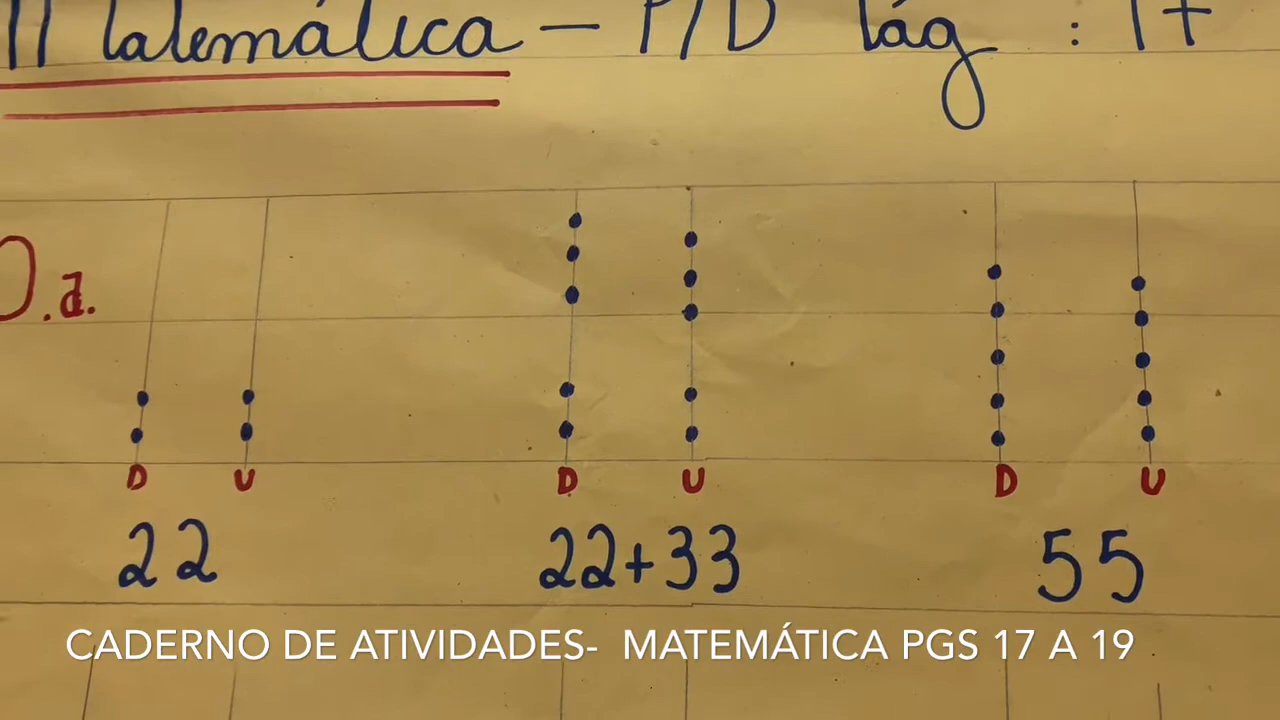 Matemática - P/D Pág : 17
a.
D U D U D U
22 22+33 55
CADERNO DE ATIVIDADES- MATEMÁTICA PGS 17 A 19